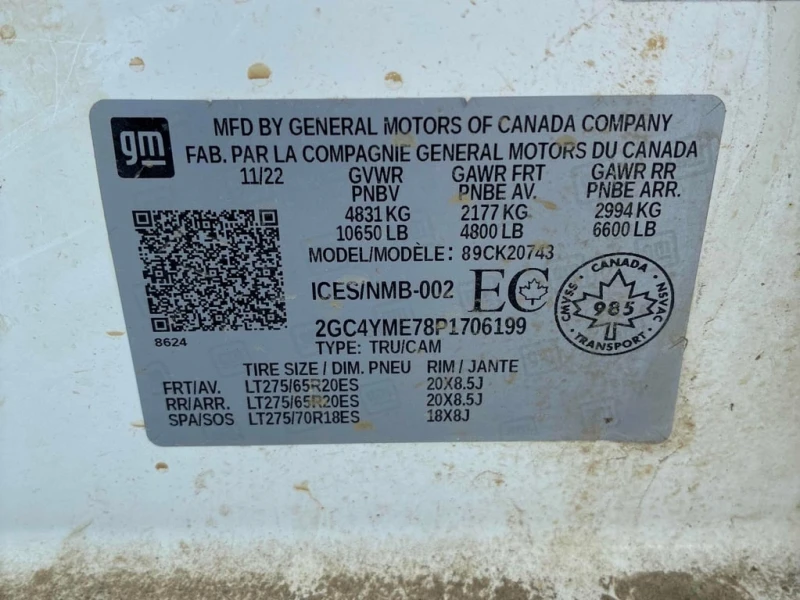 gm
MFD BY GENERAL MOTORS OF CANADA COMPANY
FAB. PAR LA COMPAGNIE GENERAL MOTORS DU CANADA
11/22 GVWR GAWR FRT GAWR RR
PNBV PNBE AV. PNBE ARR.
4831 KG 2177 KG 2994 KG
10650 LB 4800 LB 6600 LB
MODEL/MODÈLE: 89CK20743
ICES/NMB-002 EC
CANADA
CMVSS 985 NSVAC
TRANSPORT
8624
2GC4YME78P1706199
TYPE: TRU/CAM
TIRE SIZE / DIM. PNEU RIM / JANTE
FRT/AV. LT275/65R20ES 20X8.5J
RR/ARR. LT275/65R20ES 20X8.5J
SPA/SOS LT275/70R18ES 18X8J